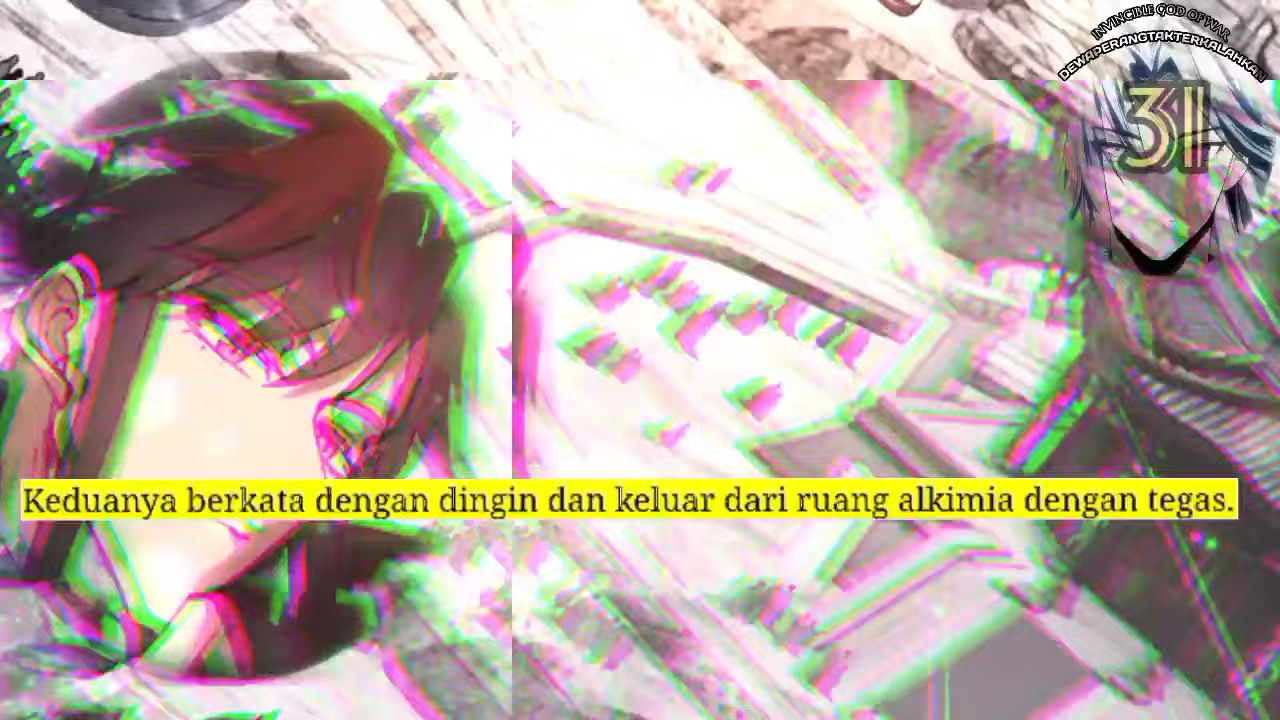 INVINCIBLE GOD OF WAR
DEWAPERANGTAKTERKALAHKAN
31
Keduanya berkata dengan dingin dan keluar dari ruang alkimia dengan tegas.